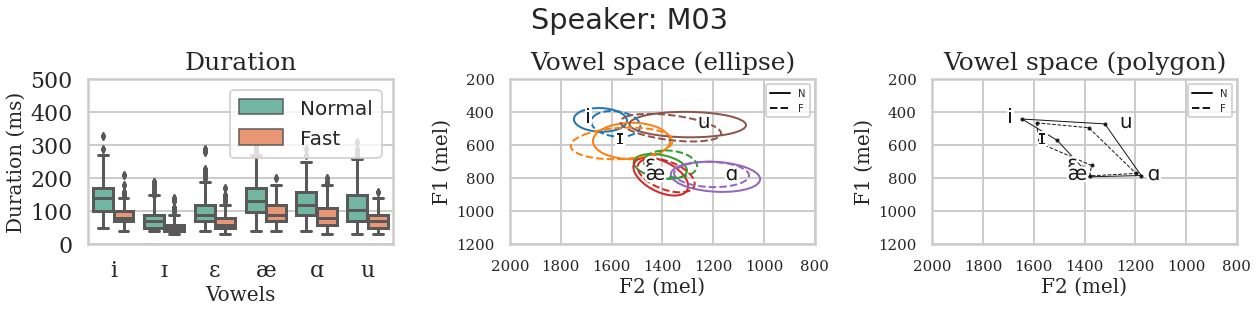 Speaker: M03
Duration
Duration (ms)
500
400
300
200
100
0
Normal
Fast
i ɪ ɛ æ ɑ u
Vowels
Vowel space (ellipse)
F1 (mel)
200
400
600
800
1000
1200
N
F
i
u
ɪ
ɛ
æ
ɑ
2000 1800 1600 1400 1200 1000 800
F2 (mel)
Vowel space (polygon)
F1 (mel)
200
400
600
800
1000
1200
N
F
i
u
ɪ
ɛ
æ
ɑ
2000 1800 1600 1400 1200 1000 800
F2 (mel)